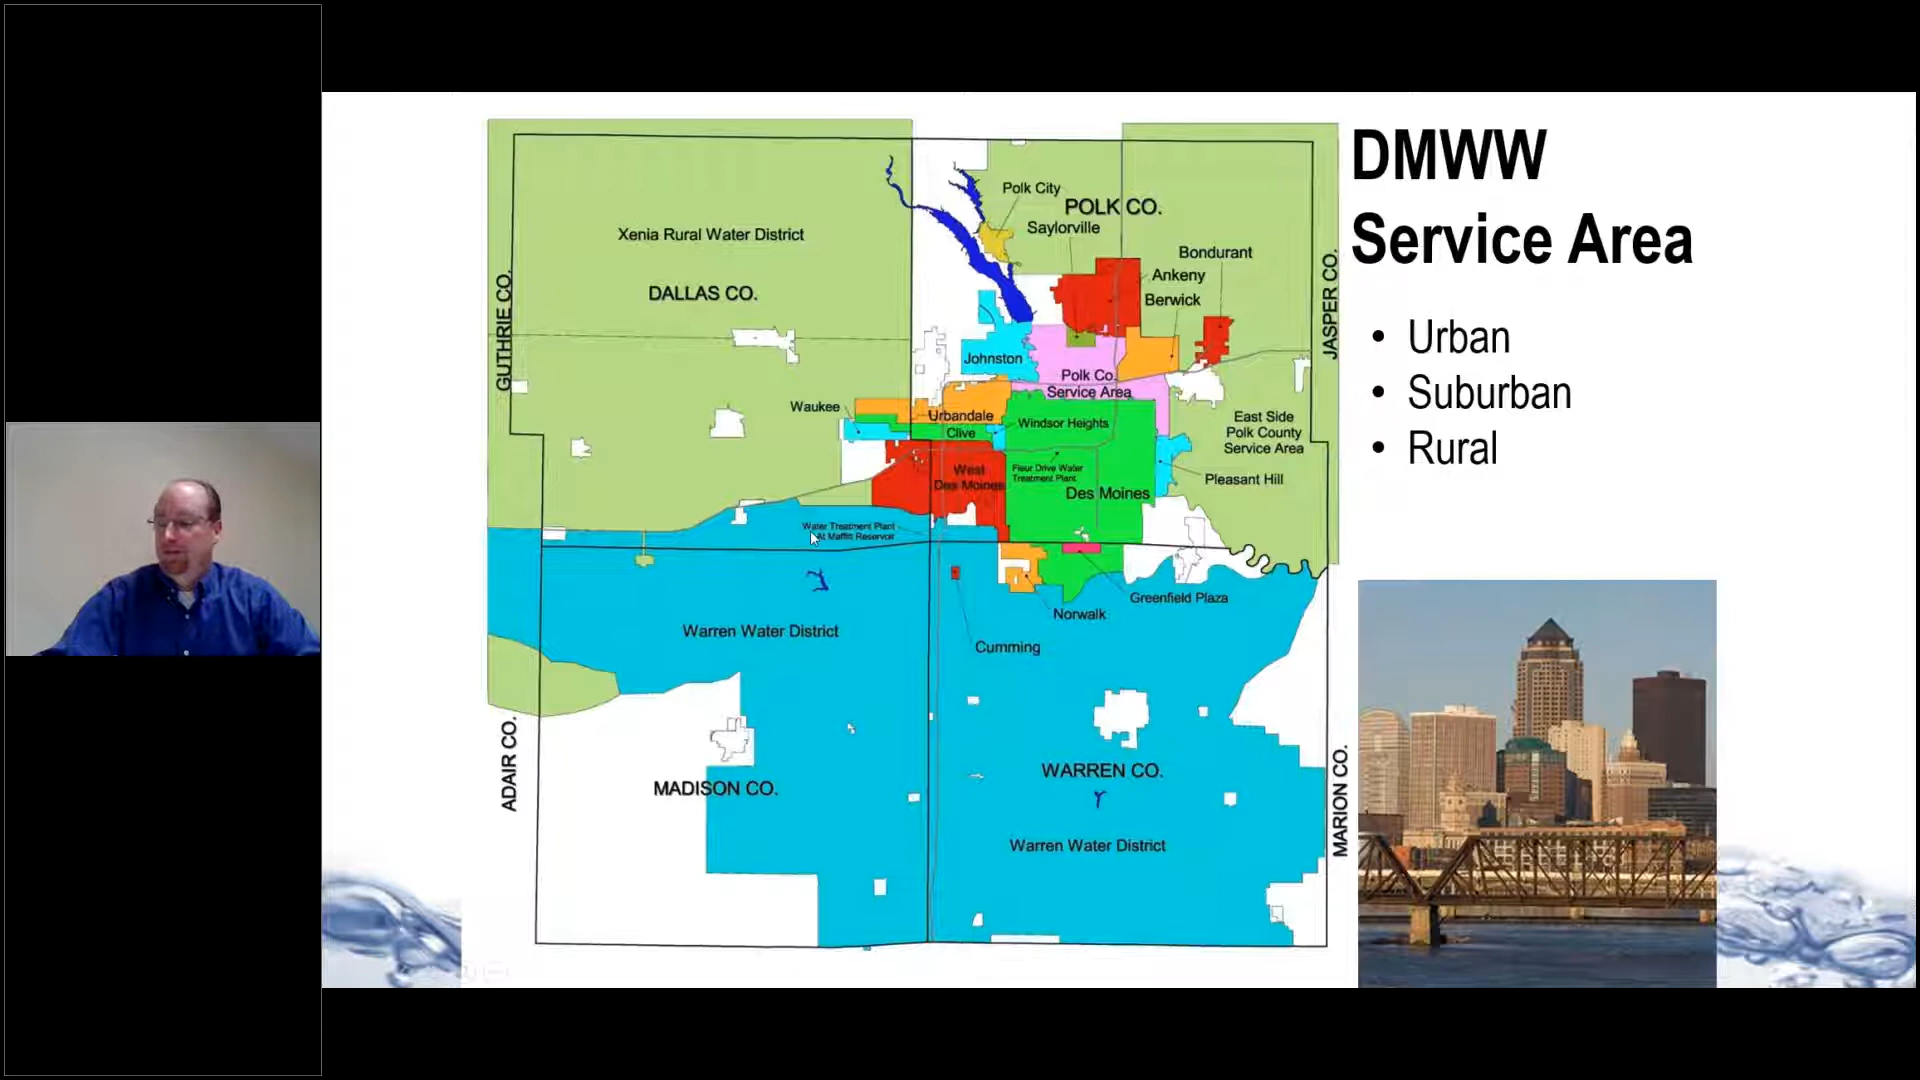 DMWW
Service Area
• Urban
• Suburban
• Rural
Polk City
POLK CO.
Saylorville
Xenia Rural Water District
Bondurant
Ankeny
DALLAS CO.
Berwick
GUTHRIE CO.
JASPER CO.
Johnston
Polk Co.
Service Area
Waukee
Urbandale
Windsor Heights
Clive
East Side
Polk County
Service Area
West
Des Moines
Fleur Drive Water
Treatment Plant
Des Moines
Pleasant Hill
Water Treatment Plant
At Maffitt Reservoir
Greenfield Plaza
Norwalk
Warren Water District
Cumming
ADAIR CO.
MARION CO.
WARREN CO.
MADISON CO.
Warren Water District